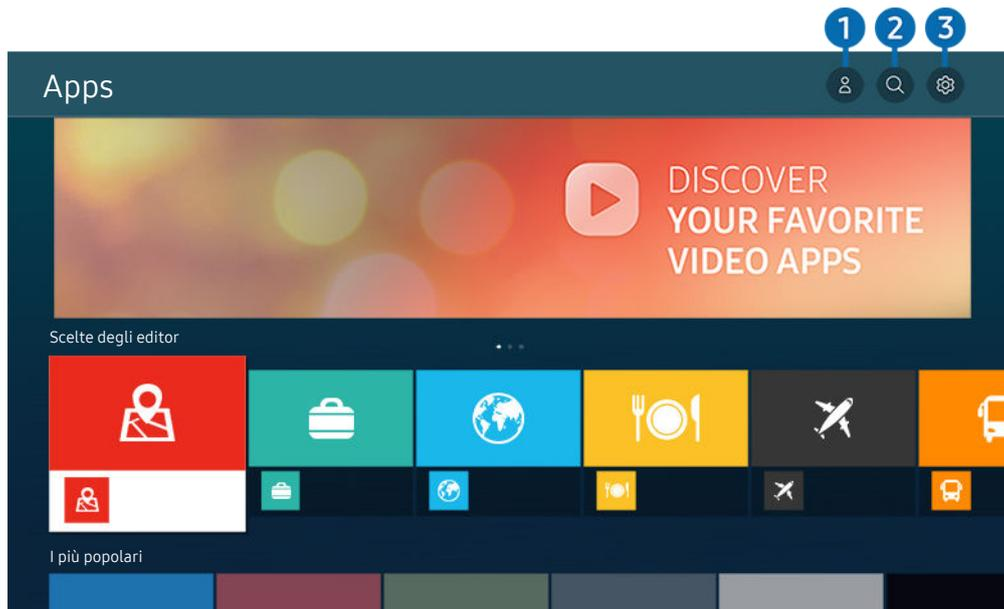 1 2 3
Apps
DISCOVER
YOUR FAVORITE
VIDEO APPS
Scelte degli editor
I più popolari